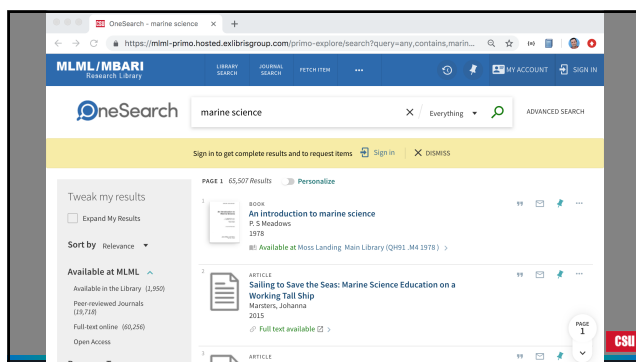 CSU OneSearch - marine science
https://mlml-primo.hosted.exlibrisgroup.com/primo-explore/search?query=any,contains,marin...
MLML/MBARI
Research Library
LIBRARY SEARCH
JOURNAL SEARCH
FETCH ITEM
MY ACCOUNT
SIGN IN
OneSearch
marine science
Everything
ADVANCED SEARCH
Sign in to get complete results and to request items
Sign in
DISMISS
Tweak my results
Expand My Results
Sort by Relevance
Available at MLML
Available in the Library (1,950)
Peer-reviewed Journals
(19,718)
Full-text online (60,256)
Open Access
PAGE 1 65,507 Results
Personalize
1
BOOK
An introduction to marine science
P. S Meadows
1978
Available at Moss Landing Main Library (QH91 .M4 1978 )
2
ARTICLE
Sailing to Save the Seas: Marine Science Education on a
Working Tall Ship
Marsters, Johanna
2015
Full text available
3
ARTICLE
PAGE
1
CSU